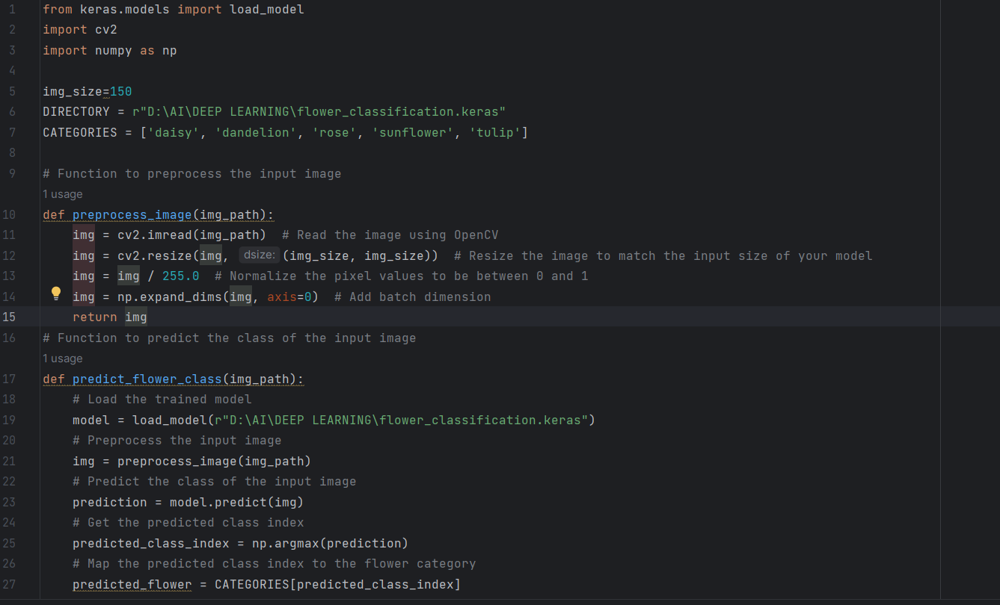 1 from keras.models import load_model
2 import cv2
3 import numpy as np
4
5 img_size=150
6 DIRECTORY = r"D:\AI\DEEP LEARNING\flower_classification.keras"
7 CATEGORIES = ['daisy', 'dandelion', 'rose', 'sunflower', 'tulip']
8
9 # Function to preprocess the input image
1 usage
10 def preprocess_image(img_path):
11     img = cv2.imread(img_path)  # Read the image using OpenCV
12     img = cv2.resize(img, dsize: (img_size, img_size))  # Resize the image to match the input size of your model
13     img = img / 255.0  # Normalize the pixel values to be between 0 and 1
14     img = np.expand_dims(img, axis=0)  # Add batch dimension
15     return img
16 # Function to predict the class of the input image
1 usage
17 def predict_flower_class(img_path):
18     # Load the trained model
19     model = load_model(r"D:\AI\DEEP LEARNING\flower_classification.keras")
20     # Preprocess the input image
21     img = preprocess_image(img_path)
22     # Predict the class of the input image
23     prediction = model.predict(img)
24     # Get the predicted class index
25     predicted_class_index = np.argmax(prediction)
26     # Map the predicted class index to the flower category
27     predicted_flower = CATEGORIES[predicted_class_index]